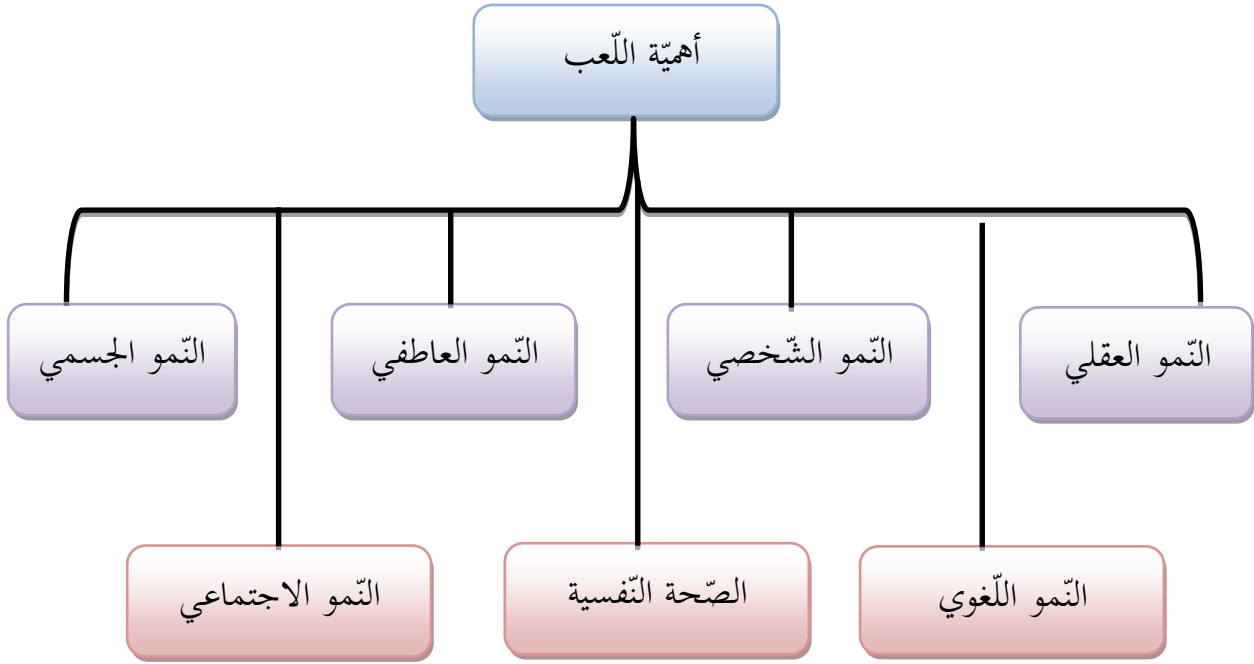 أهميّة اللّعب
النّمو العقلي
النّمو الشّخصي
النّمو العاطفي
النّمو الجسمي
النّمو اللّغوي
الصّحة النّفسية
النّمو الاجتماعي